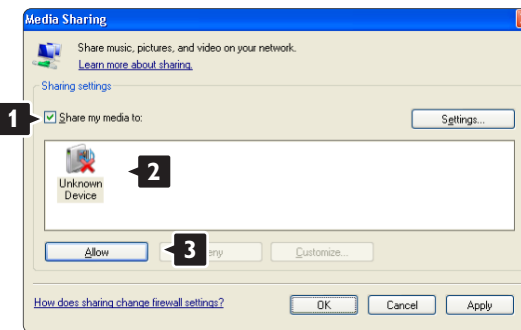 Media Sharing
Share music, pictures, and video on your network.
Learn more about sharing.
Sharing settings
1
Share my media to:
Settings...
2
Unknown
Device
Allow
3
Customize...
How does sharing change firewall settings?
OK
Cancel
Apply